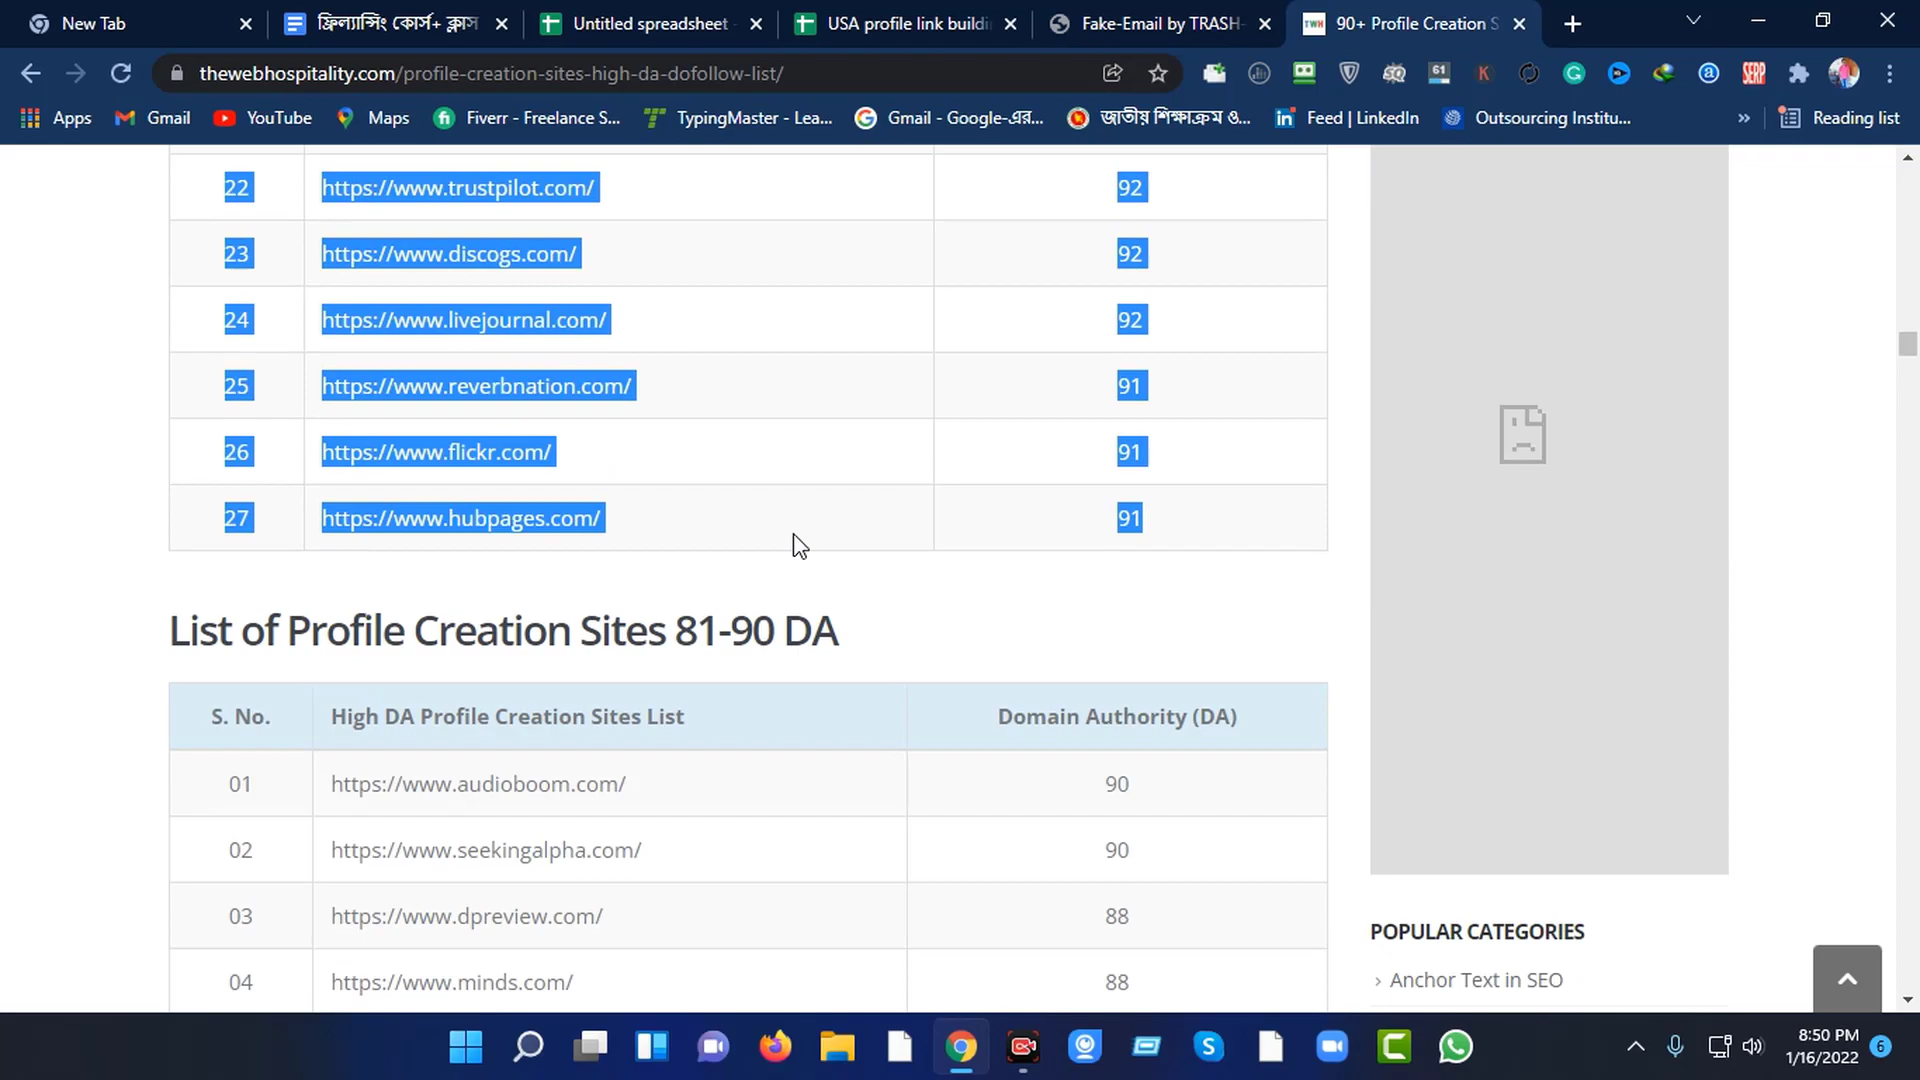 New Tab
ফ্রিল্যান্সিং কোর্স+ ক্লাস
Untitled spreadsheet
USA profile link buildi
Fake-Email by TRASH-
TWH 90+ Profile Creation S
thewebhospitality.com/profile-creation-sites-high-da-dofollow-list/
61
SERP
Apps
Gmail
YouTube
Maps
Fiverr - Freelance S...
TypingMaster - Lea...
Gmail - Google-এর...
জাতীয় শিক্ষাক্রম ও...
Feed | LinkedIn
Outsourcing Institu...
»
Reading list
22 https://www.trustpilot.com/ 92
23 https://www.discogs.com/ 92
24 https://www.livejournal.com/ 92
25 https://www.reverbnation.com/ 91
26 https://www.flickr.com/ 91
27 https://www.hubpages.com/ 91
List of Profile Creation Sites 81-90 DA
S. No. High DA Profile Creation Sites List Domain Authority (DA)
01 https://www.audioboom.com/ 90
02 https://www.seekingalpha.com/ 90
03 https://www.dpreview.com/ 88
04 https://www.minds.com/ 88
POPULAR CATEGORIES
› Anchor Text in SEO
8:50 PM
1/16/2022
6